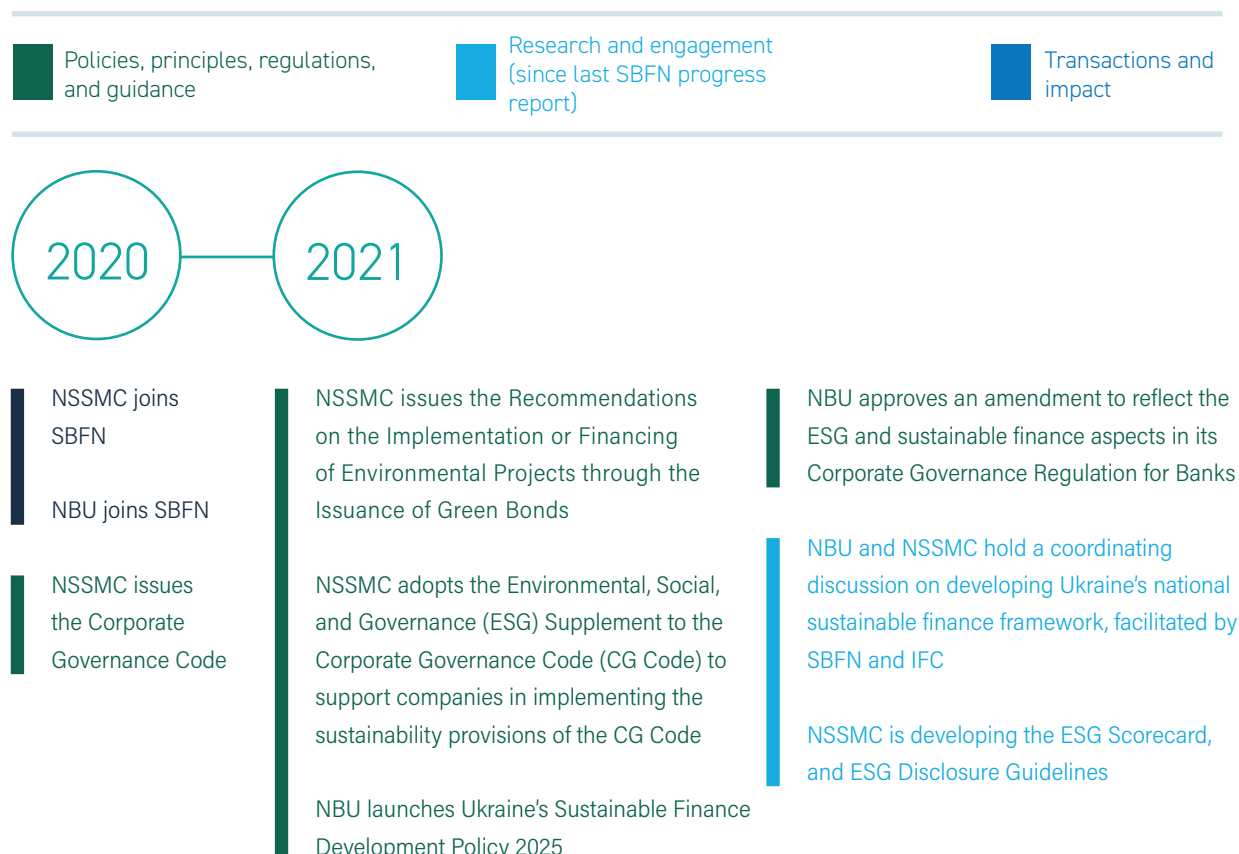 Policies, principles, regulations,
and guidance
Research and engagement
(since last SBFN progress
report)
Transactions and
impact
2020
2021
NSSMC joins
SBFN
NBU joins SBFN
NSSMC issues
the Corporate
Governance Code
NSSMC issues the Recommendations
on the Implementation or Financing
of Environmental Projects through the
Issuance of Green Bonds
NSSMC adopts the Environmental, Social,
and Governance (ESG) Supplement to the
Corporate Governance Code (CG Code) to
support companies in implementing the
sustainability provisions of the CG Code
NBU launches Ukraine’s Sustainable Finance
Development Policy 2025
NBU approves an amendment to reflect the
ESG and sustainable finance aspects in its
Corporate Governance Regulation for Banks
NBU and NSSMC hold a coordinating
discussion on developing Ukraine’s national
sustainable finance framework, facilitated by
SBFN and IFC
NSSMC is developing the ESG Scorecard,
and ESG Disclosure Guidelines